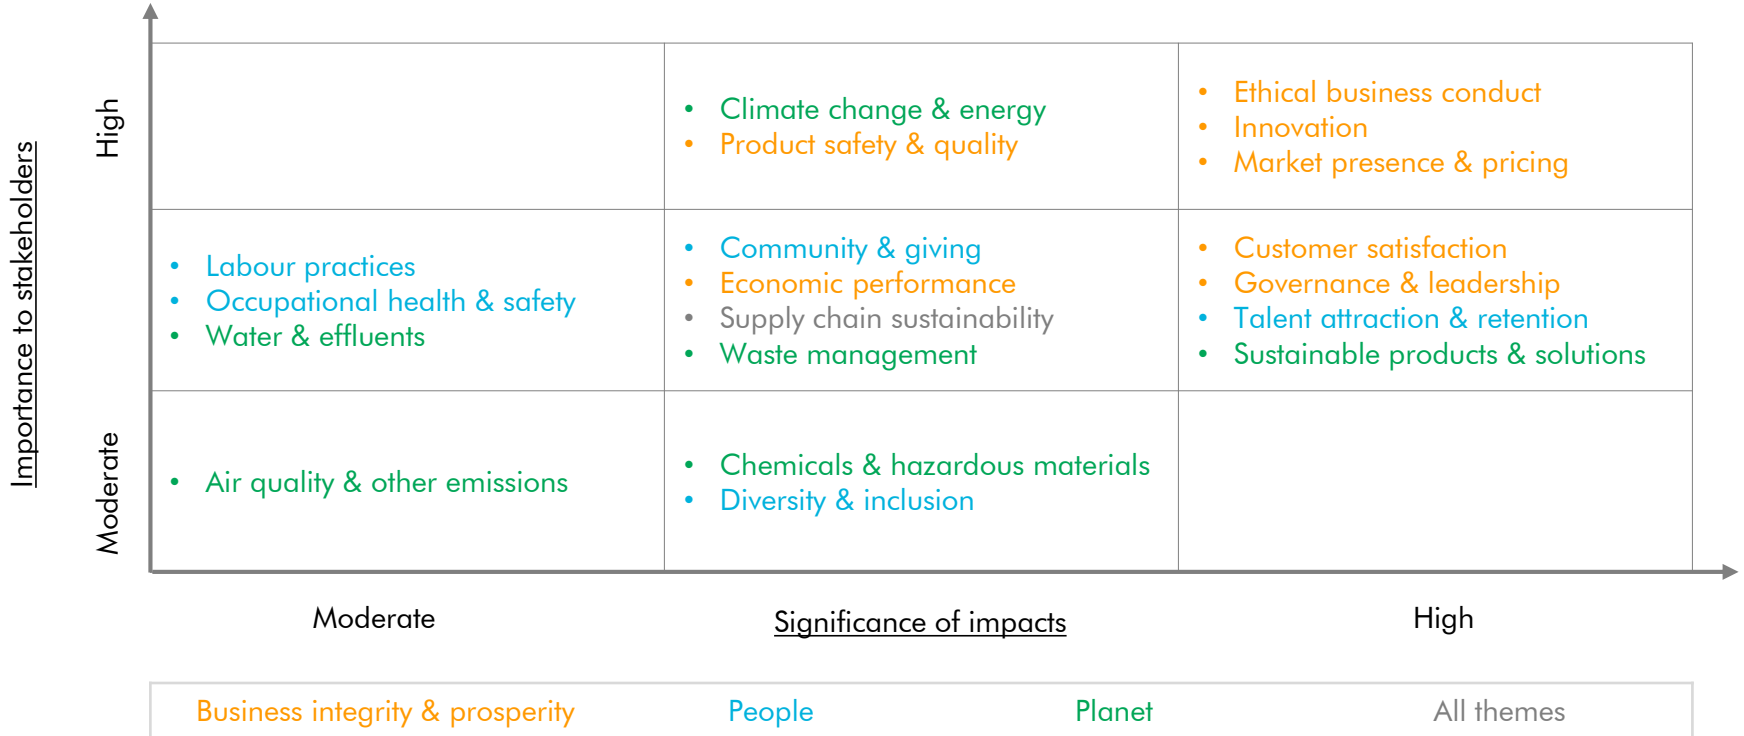 Importance to stakeholders
High
Moderate
• Climate change & energy
• Product safety & quality
• Ethical business conduct
• Innovation
• Market presence & pricing
• Labour practices
• Occupational health & safety
• Water & effluents
• Community & giving
• Economic performance
• Supply chain sustainability
• Waste management
• Customer satisfaction
• Governance & leadership
• Talent attraction & retention
• Sustainable products & solutions
• Air quality & other emissions
• Chemicals & hazardous materials
• Diversity & inclusion
Moderate
Significance of impacts
High
Business integrity & prosperity
People
Planet
All themes